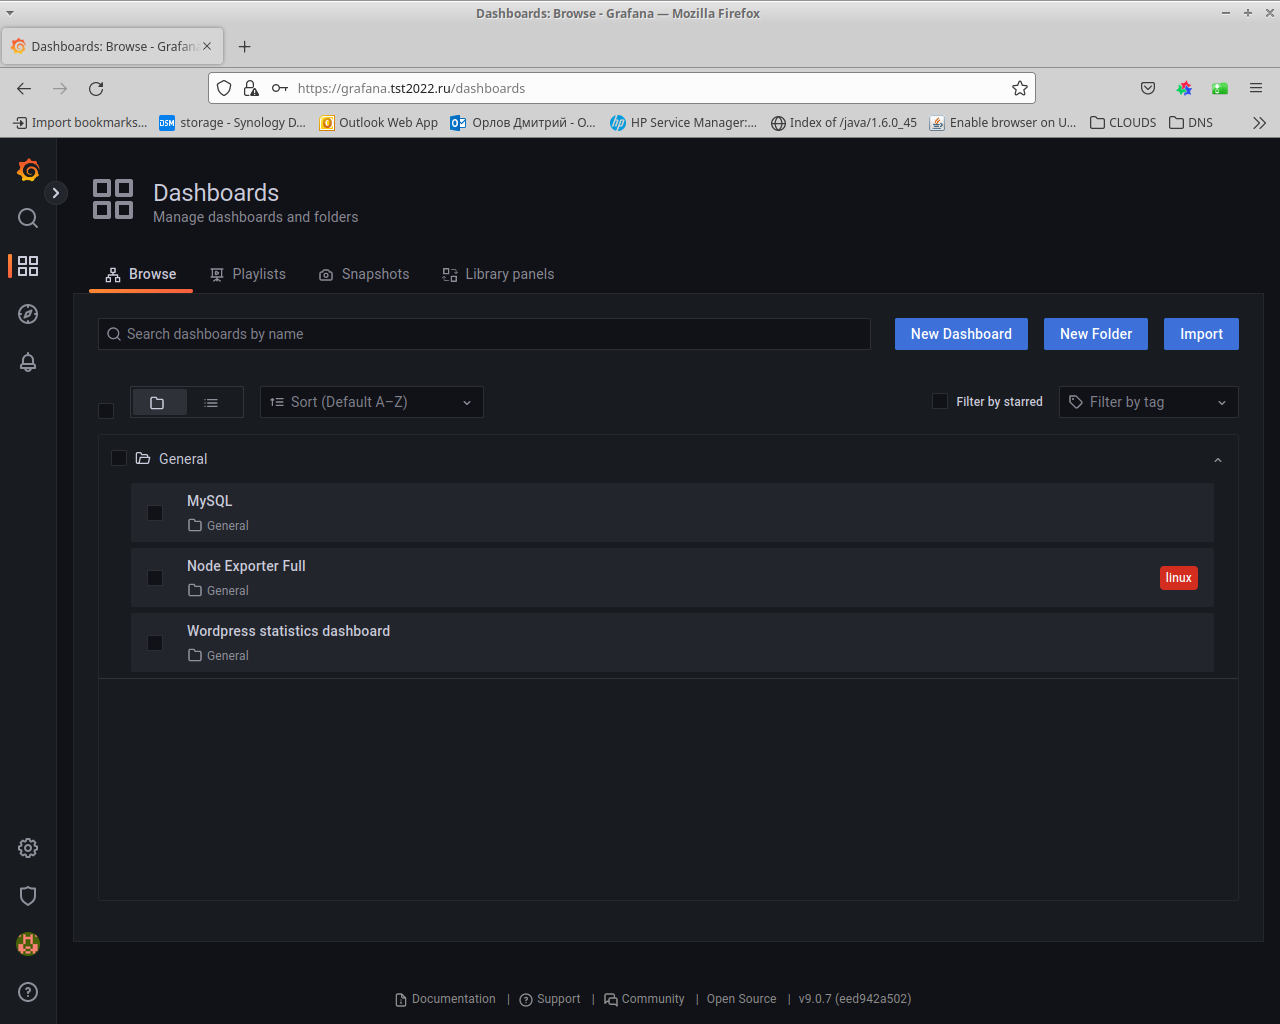 Dashboards: Browse - Grafana — Mozilla Firefox
Dashboards: Browse - Grafana
https://grafana.tst2022.ru/dashboards
Import bookmarks... storage - Synology D... Outlook Web App Орлов Дмитрий - O... HP Service Manager:... Index of /java/1.6.0_45 Enable browser on U... CLOUDS DNS
Dashboards
Manage dashboards and folders
Browse Playlists Snapshots Library panels
Search dashboards by name New Dashboard New Folder Import
Sort (Default A–Z) Filter by starred Filter by tag
General
MySQL
General
Node Exporter Full
General
linux
Wordpress statistics dashboard
General
Documentation | Support | Community | Open Source | v9.0.7 (eed942a502)